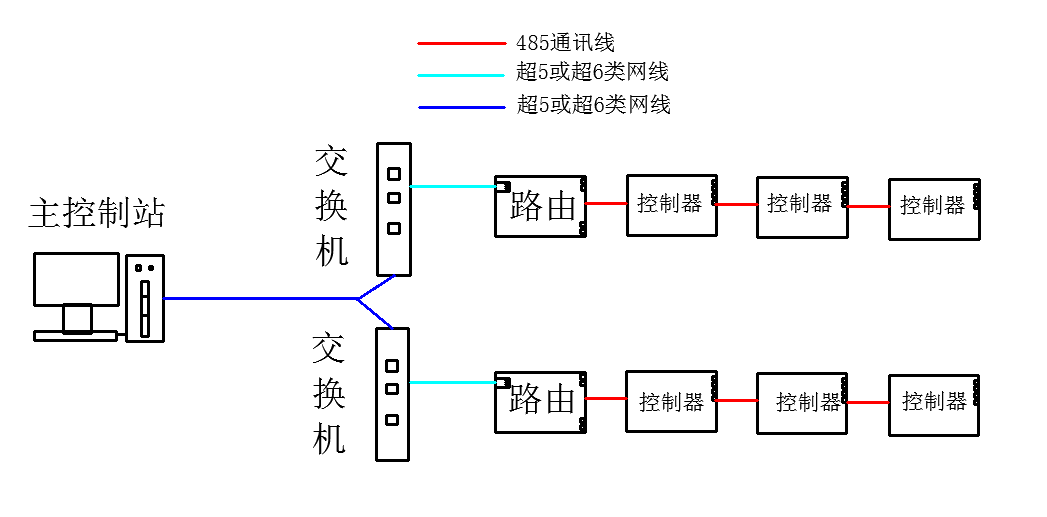 485通讯线
超5或超6类网线
超5或超6类网线
交换机
主控制站
路由
控制器
控制器
控制器
交换机
路由
控制器
控制器
控制器